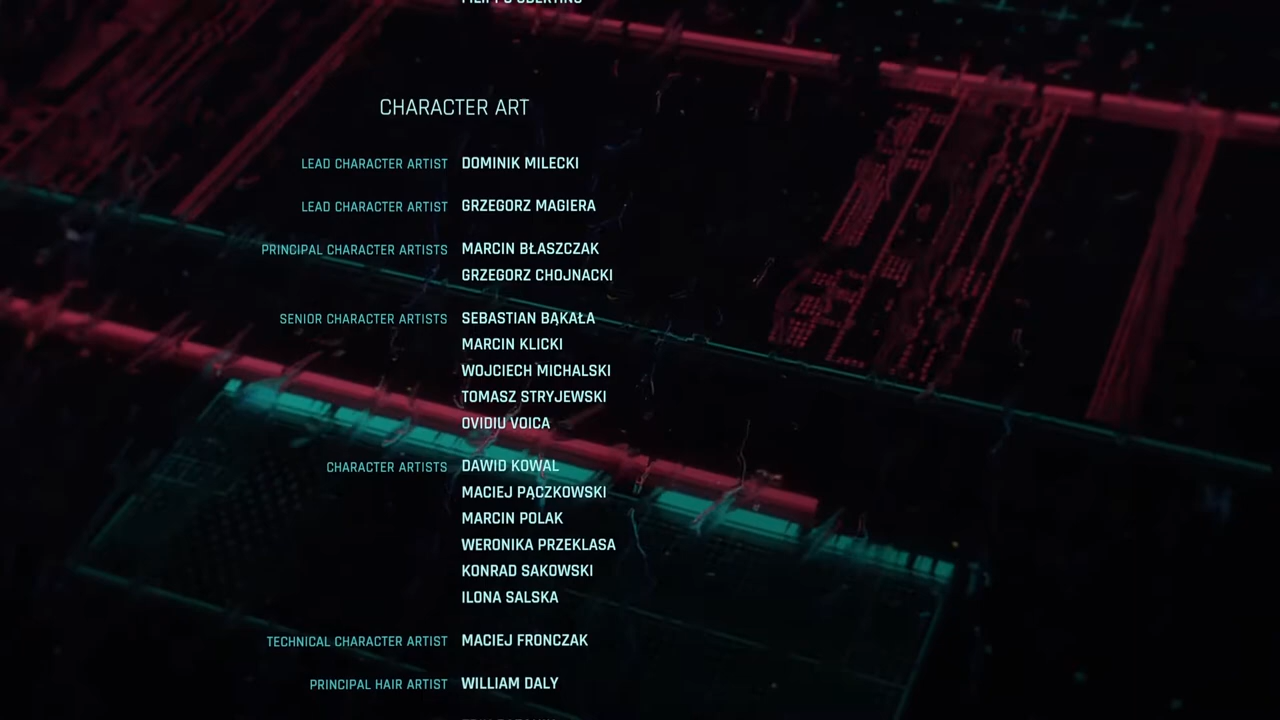 CHARACTER ART
LEAD CHARACTER ARTIST DOMINIK MILECKI
LEAD CHARACTER ARTIST GRZEGORZ MAGIERA
PRINCIPAL CHARACTER ARTISTS MARCIN BŁASZCZAK
GRZEGORZ CHOJNACKI
SENIOR CHARACTER ARTISTS SEBASTIAN BĄKAŁA
MARCIN KLICKI
WOJCIECH MICHALSKI
TOMASZ STRYJEWSKI
OVIDIU VOICA
CHARACTER ARTISTS DAWID KOWAL
MACIEJ PĄCZKOWSKI
MARCIN POLAK
WERONIKA PRZEKLASA
KONRAD SAKOWSKI
ILONA SALSKA
TECHNICAL CHARACTER ARTIST MACIEJ FRONCZAK
PRINCIPAL HAIR ARTIST WILLIAM DALY